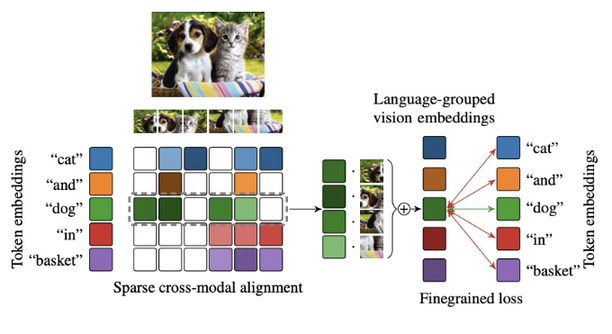 Language-grouped
vision embeddings
Token embeddings
“cat”
“and”
“dog”
“in”
“basket”
Sparse cross-modal alignment
“cat”
“and”
“dog”
“in”
“basket”
Token embeddings
Finegrained loss